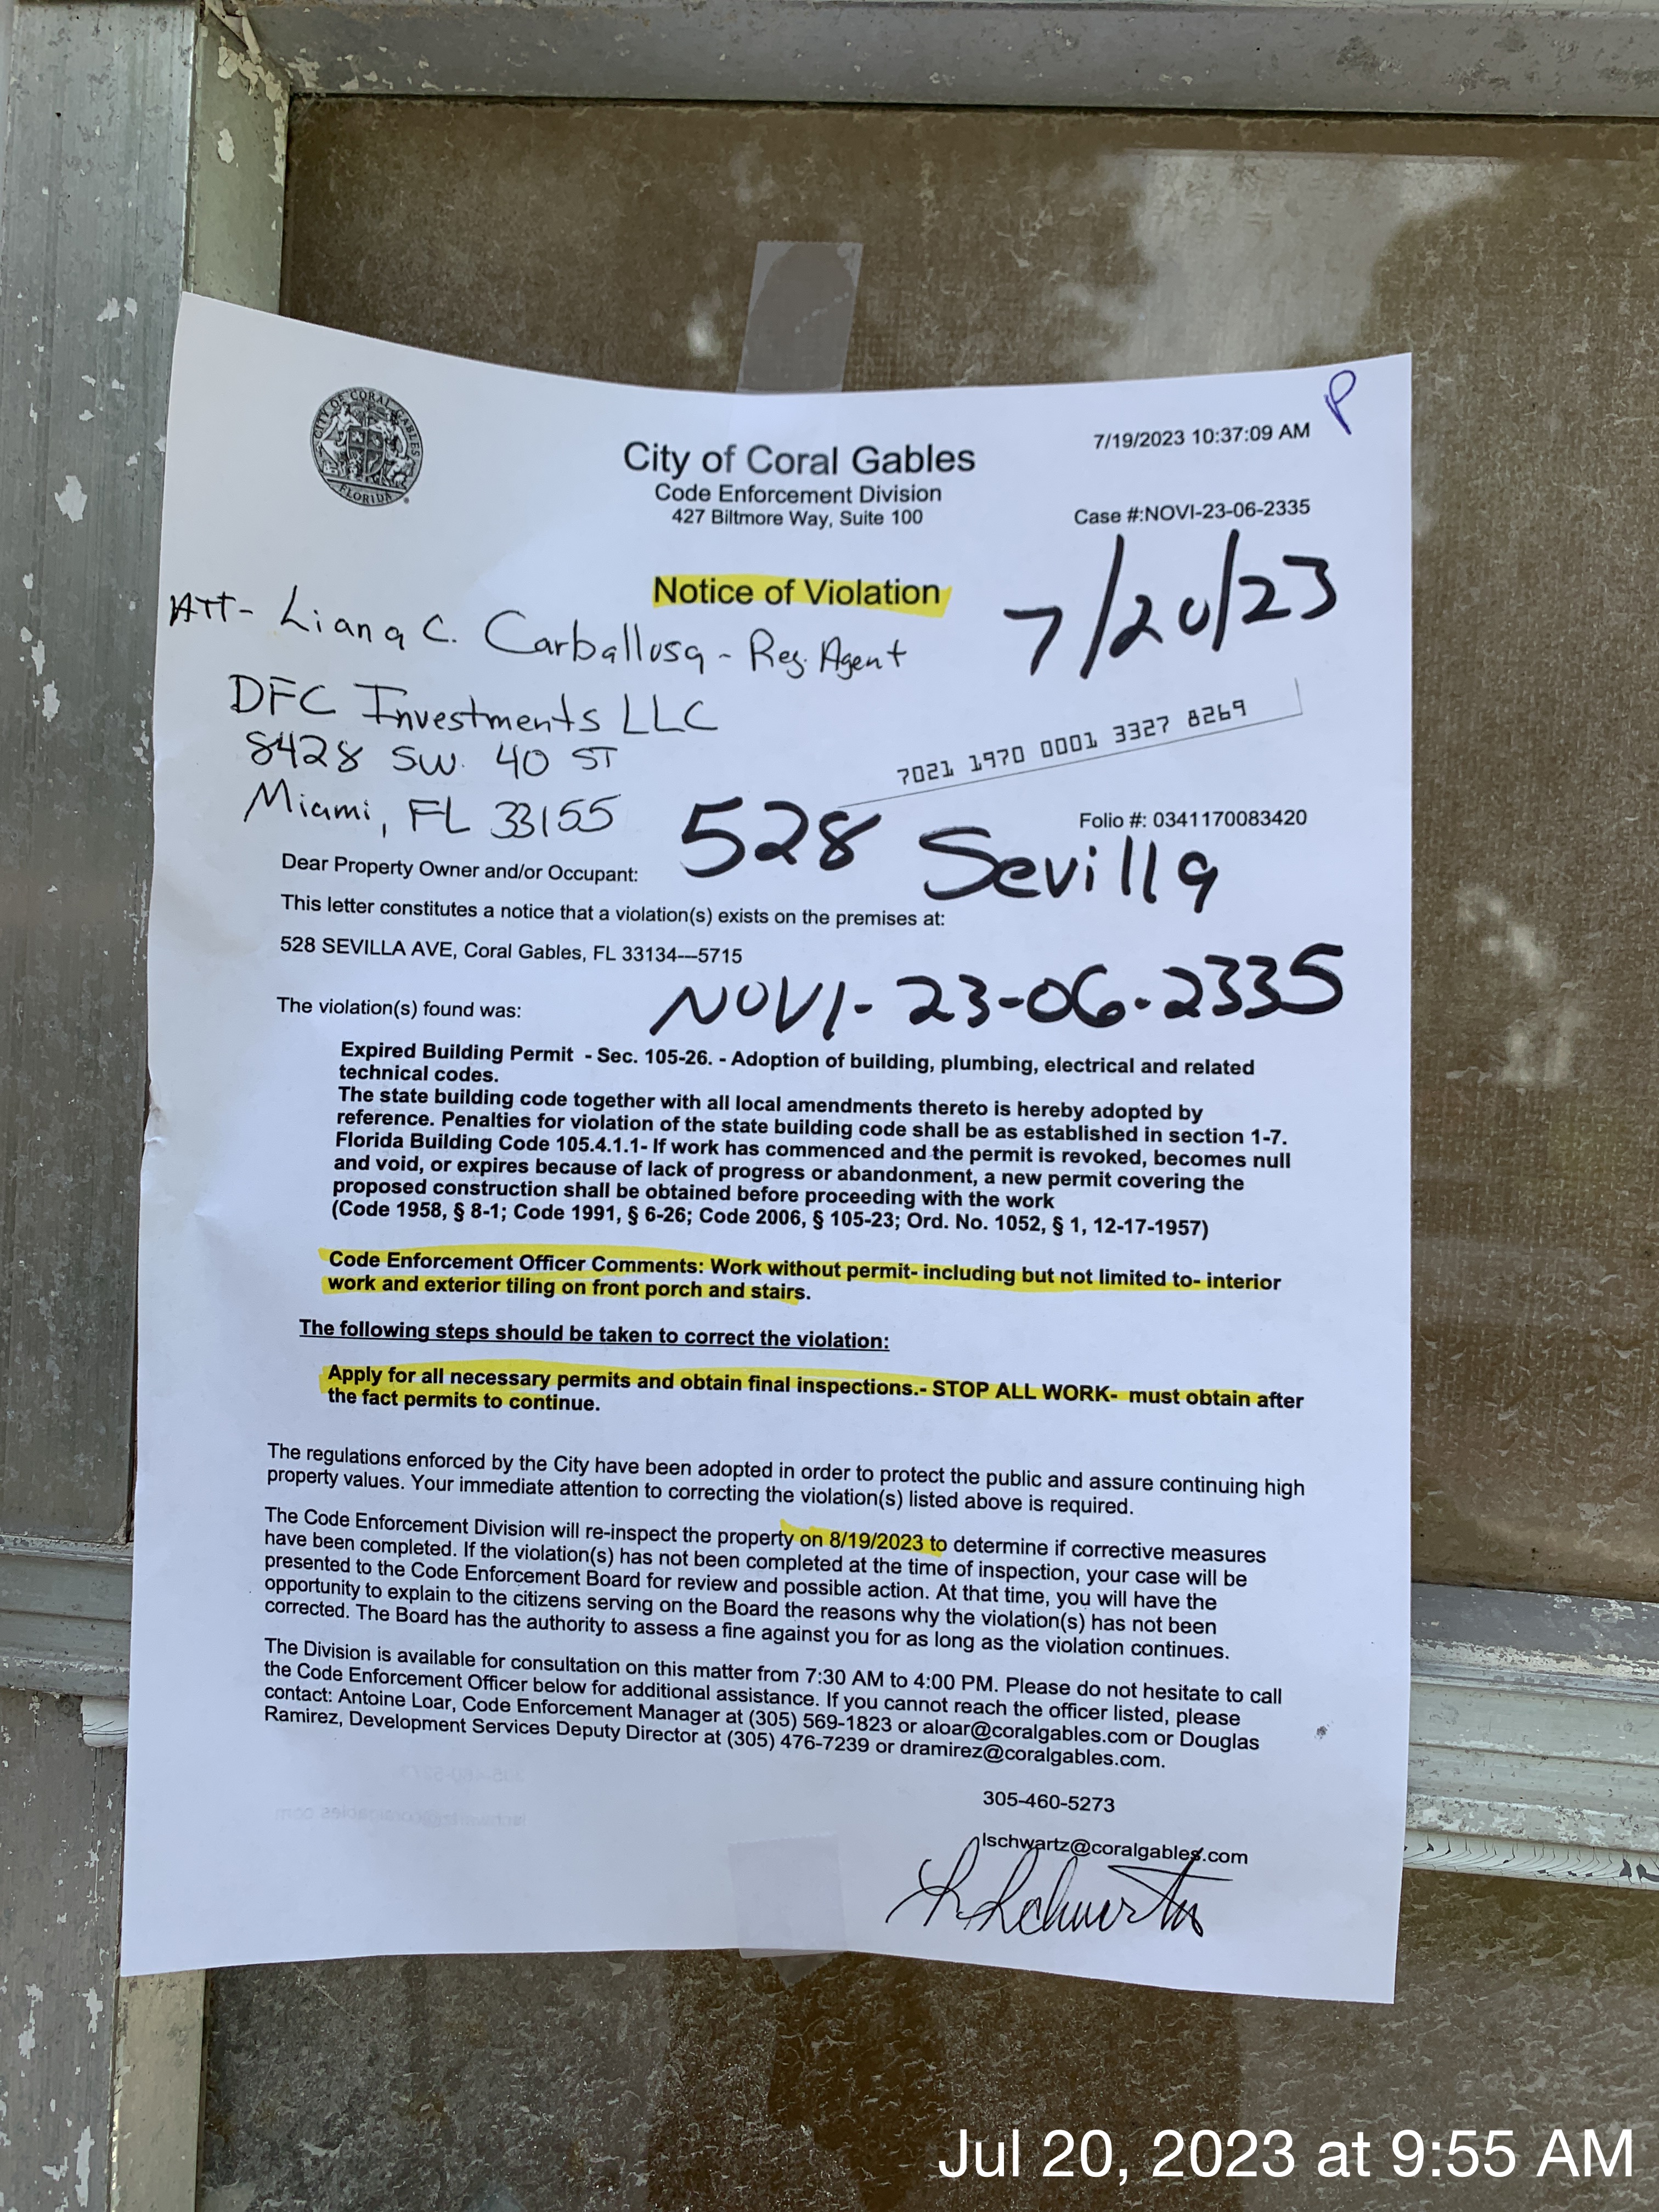 CITY OF CORAL GABLES
FLORIDA
P
7/19/2023 10:37:09 AM
City of Coral Gables
Code Enforcement Division
427 Biltmore Way, Suite 100
Case #:NOVI-23-06-2335
Notice of Violation
7/20/23
ATT- Liana C. Carballosa - Reg. Agent
DFC Investments LLC
8428 SW. 40 ST
Miami, FL 33155
7021 1970 0001 3327 8269
528 Sevilla
Folio #: 0341170083420
Dear Property Owner and/or Occupant:
This letter constitutes a notice that a violation(s) exists on the premises at:
528 SEVILLA AVE, Coral Gables, FL 33134---5715
NOVI- 23-06-2335
The violation(s) found was:
Expired Building Permit - Sec. 105-26. - Adoption of building, plumbing, electrical and related
technical codes.
The state building code together with all local amendments thereto is hereby adopted by
reference. Penalties for violation of the state building code shall be as established in section 1-7.
Florida Building Code 105.4.1.1- If work has commenced and the permit is revoked, becomes null
and void, or expires because of lack of progress or abandonment, a new permit covering the
proposed construction shall be obtained before proceeding with the work
(Code 1958, § 8-1; Code 1991, § 6-26; Code 2006, § 105-23; Ord. No. 1052, § 1, 12-17-1957)
Code Enforcement Officer Comments: Work without permit- including but not limited to- interior
work and exterior tiling on front porch and stairs.
The following steps should be taken to correct the violation:
Apply for all necessary permits and obtain final inspections.- STOP ALL WORK- must obtain after
the fact permits to continue.
The regulations enforced by the City have been adopted in order to protect the public and assure continuing high
property values. Your immediate attention to correcting the violation(s) listed above is required.
The Code Enforcement Division will re-inspect the property on 8/19/2023 to determine if corrective measures
have been completed. If the violation(s) has not been completed at the time of inspection, your case will be
presented to the Code Enforcement Board for review and possible action. At that time, you will have the
opportunity to explain to the citizens serving on the Board the reasons why the violation(s) has not been
corrected. The Board has the authority to assess a fine against you for as long as the violation continues.
The Division is available for consultation on this matter from 7:30 AM to 4:00 PM. Please do not hesitate to call
the Code Enforcement Officer below for additional assistance. If you cannot reach the officer listed, please
contact: Antoine Loar, Code Enforcement Manager at (305) 569-1823 or aloar@coralgables.com or Douglas
Ramirez, Development Services Deputy Director at (305) 476-7239 or dramirez@coralgables.com.
305-460-5273
lschwartz@coralgables.com
Jul 20, 2023 at 9:55 AM